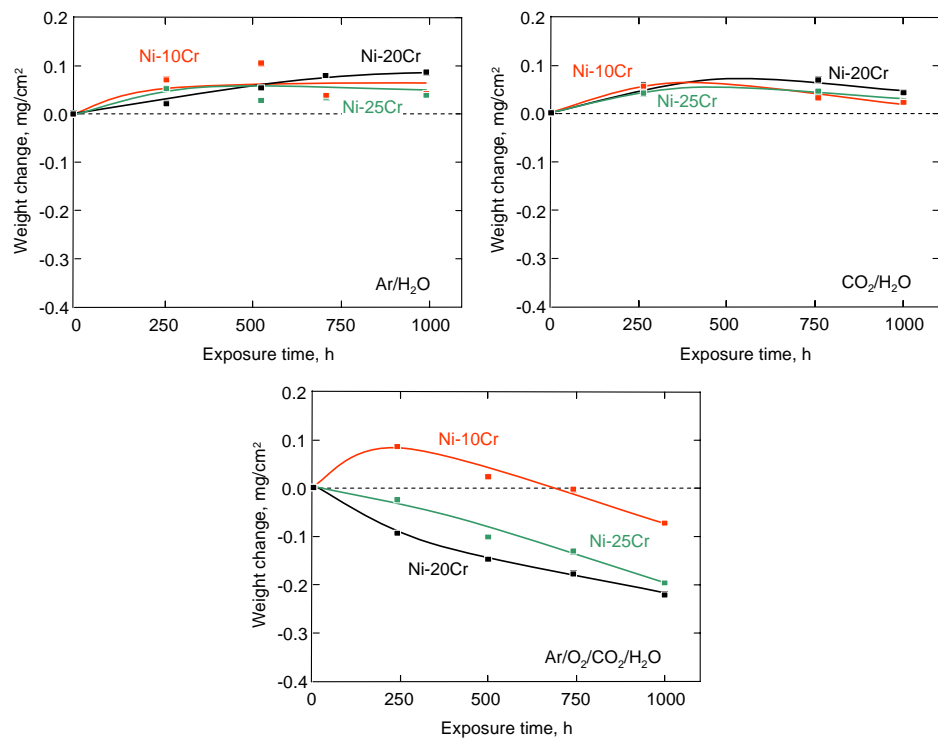 0.2
0.1
0.0
-0.1
-0.2
-0.3
-0.4
Weight change, mg/cm²
Ni-10Cr
Ni-20Cr
Ni-25Cr
Ar/H₂O
0 250 500 750 1000
Exposure time, h
0.2
0.1
0.0
-0.1
-0.2
-0.3
-0.4
Weight change, mg/cm²
Ni-10Cr
Ni-20Cr
Ni-25Cr
CO₂/H₂O
0 250 500 750 1000
Exposure time, h
0.2
0.1
0.0
-0.1
-0.2
-0.3
-0.4
Weight change, mg/cm²
Ni-10Cr
Ni-25Cr
Ni-20Cr
Ar/O₂/CO₂/H₂O
0 250 500 750 1000
Exposure time, h